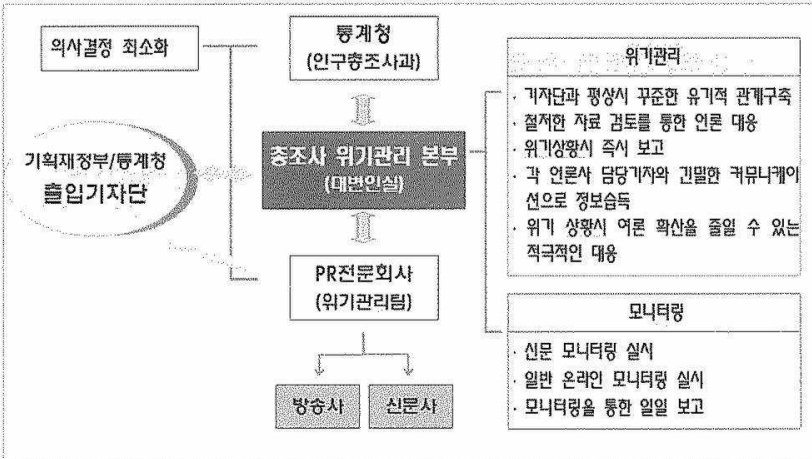 의사결정 최소화
통계청
(인구총조사과)
기획재정부/통계청
출입기자단
총조사 위기관리 본부
(대변인실)
PR전문회사
(위기관리팀)
방송사
신문사
위기관리
· 기자단과 평상시 꾸준한 유기적 관계구축
· 철저한 자료 검토를 통한 언론 대응
· 위기상황시 즉시 보고
· 각 언론사 담당기자와 긴밀한 커뮤니케이
션으로 정보습득
· 위기 상황시 여론 확산을 줄일 수 있는
적극적인 대응
모니터링
· 신문 모니터링 실시
· 일반 온라인 모니터링 실시
· 모니터링을 통한 일일 보고